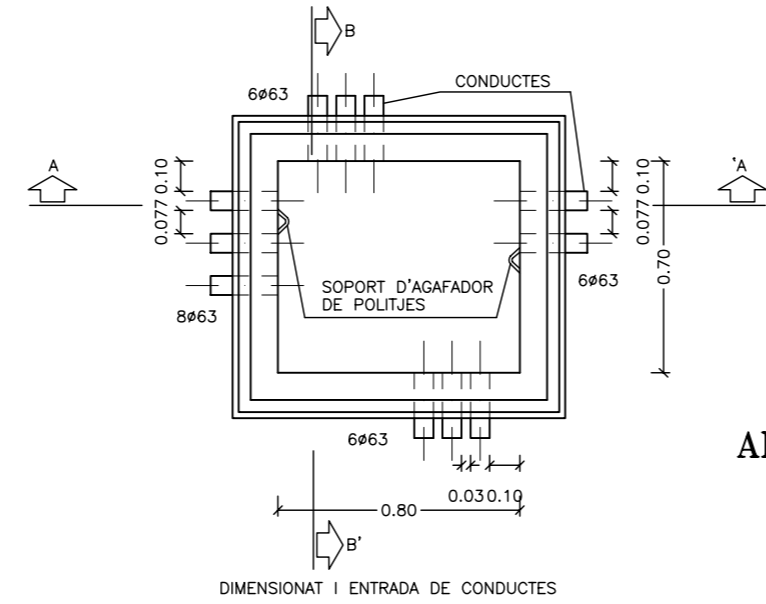 B
6ø63
CONDUCTES
A
'A
0.10
0.077
0.10
0.077
0.70
SOPORT D'AGAFADOR
DE POLITJES
6ø63
8ø63
6ø63
0.03
0.10
0.80
B'
DIMENSIONAT I ENTRADA DE CONDUCTES